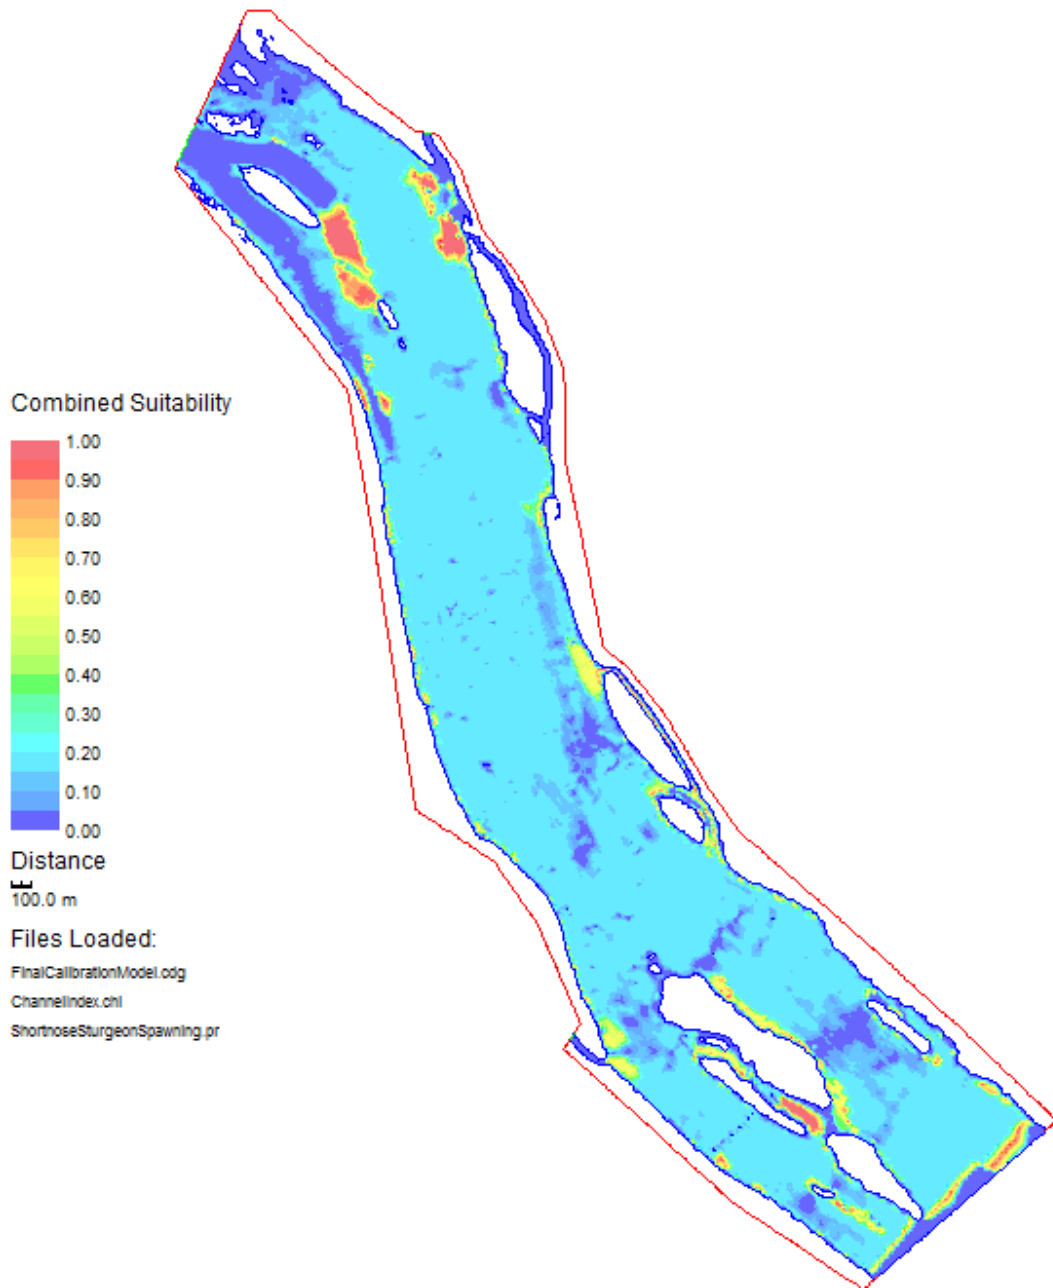 Combined Suitability
1.00
0.90
0.80
0.70
0.60
0.50
0.40
0.30
0.20
0.10
0.00
Distance
100.0 m
Files Loaded:
FinalCalibrationModel.cdg
ChannelIndex.chi
ShortnoseSturgeonSpawning.prf